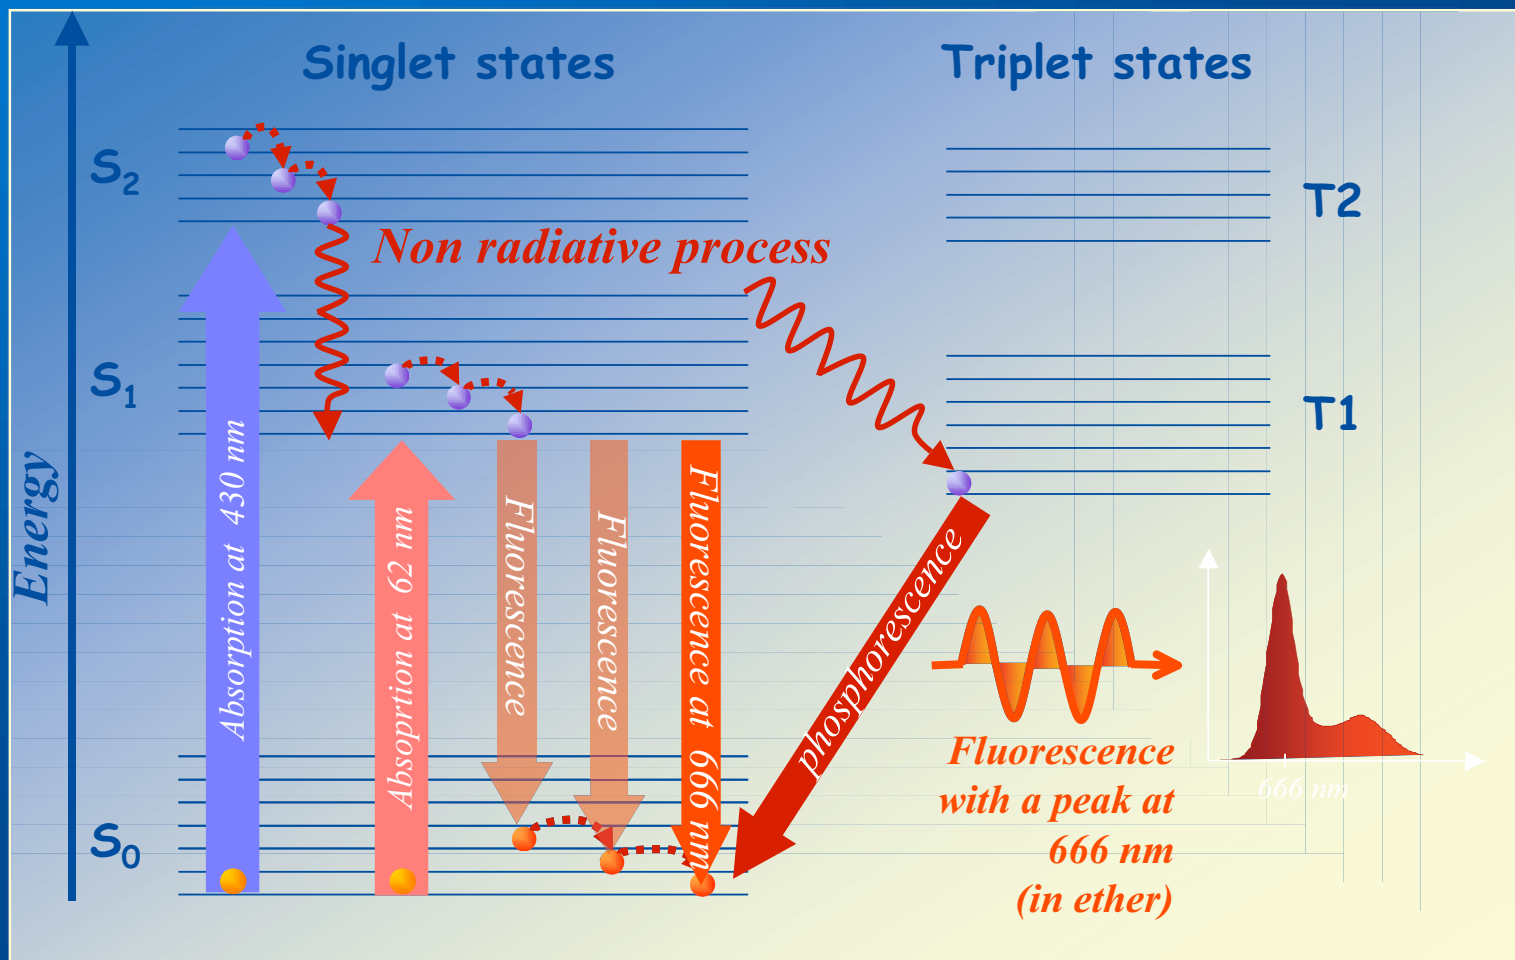 Singlet states
Triplet states
S2
T2
Non radiative process
S1
T1
Energy
Absorption at 430 nm
Absoprtion at 62 nm
Fluorescence
Fluorescence
Fluorescence at 666 nm
phosphorescence
Fluorescence
with a peak at
666 nm
(in ether)
666 nm
S0